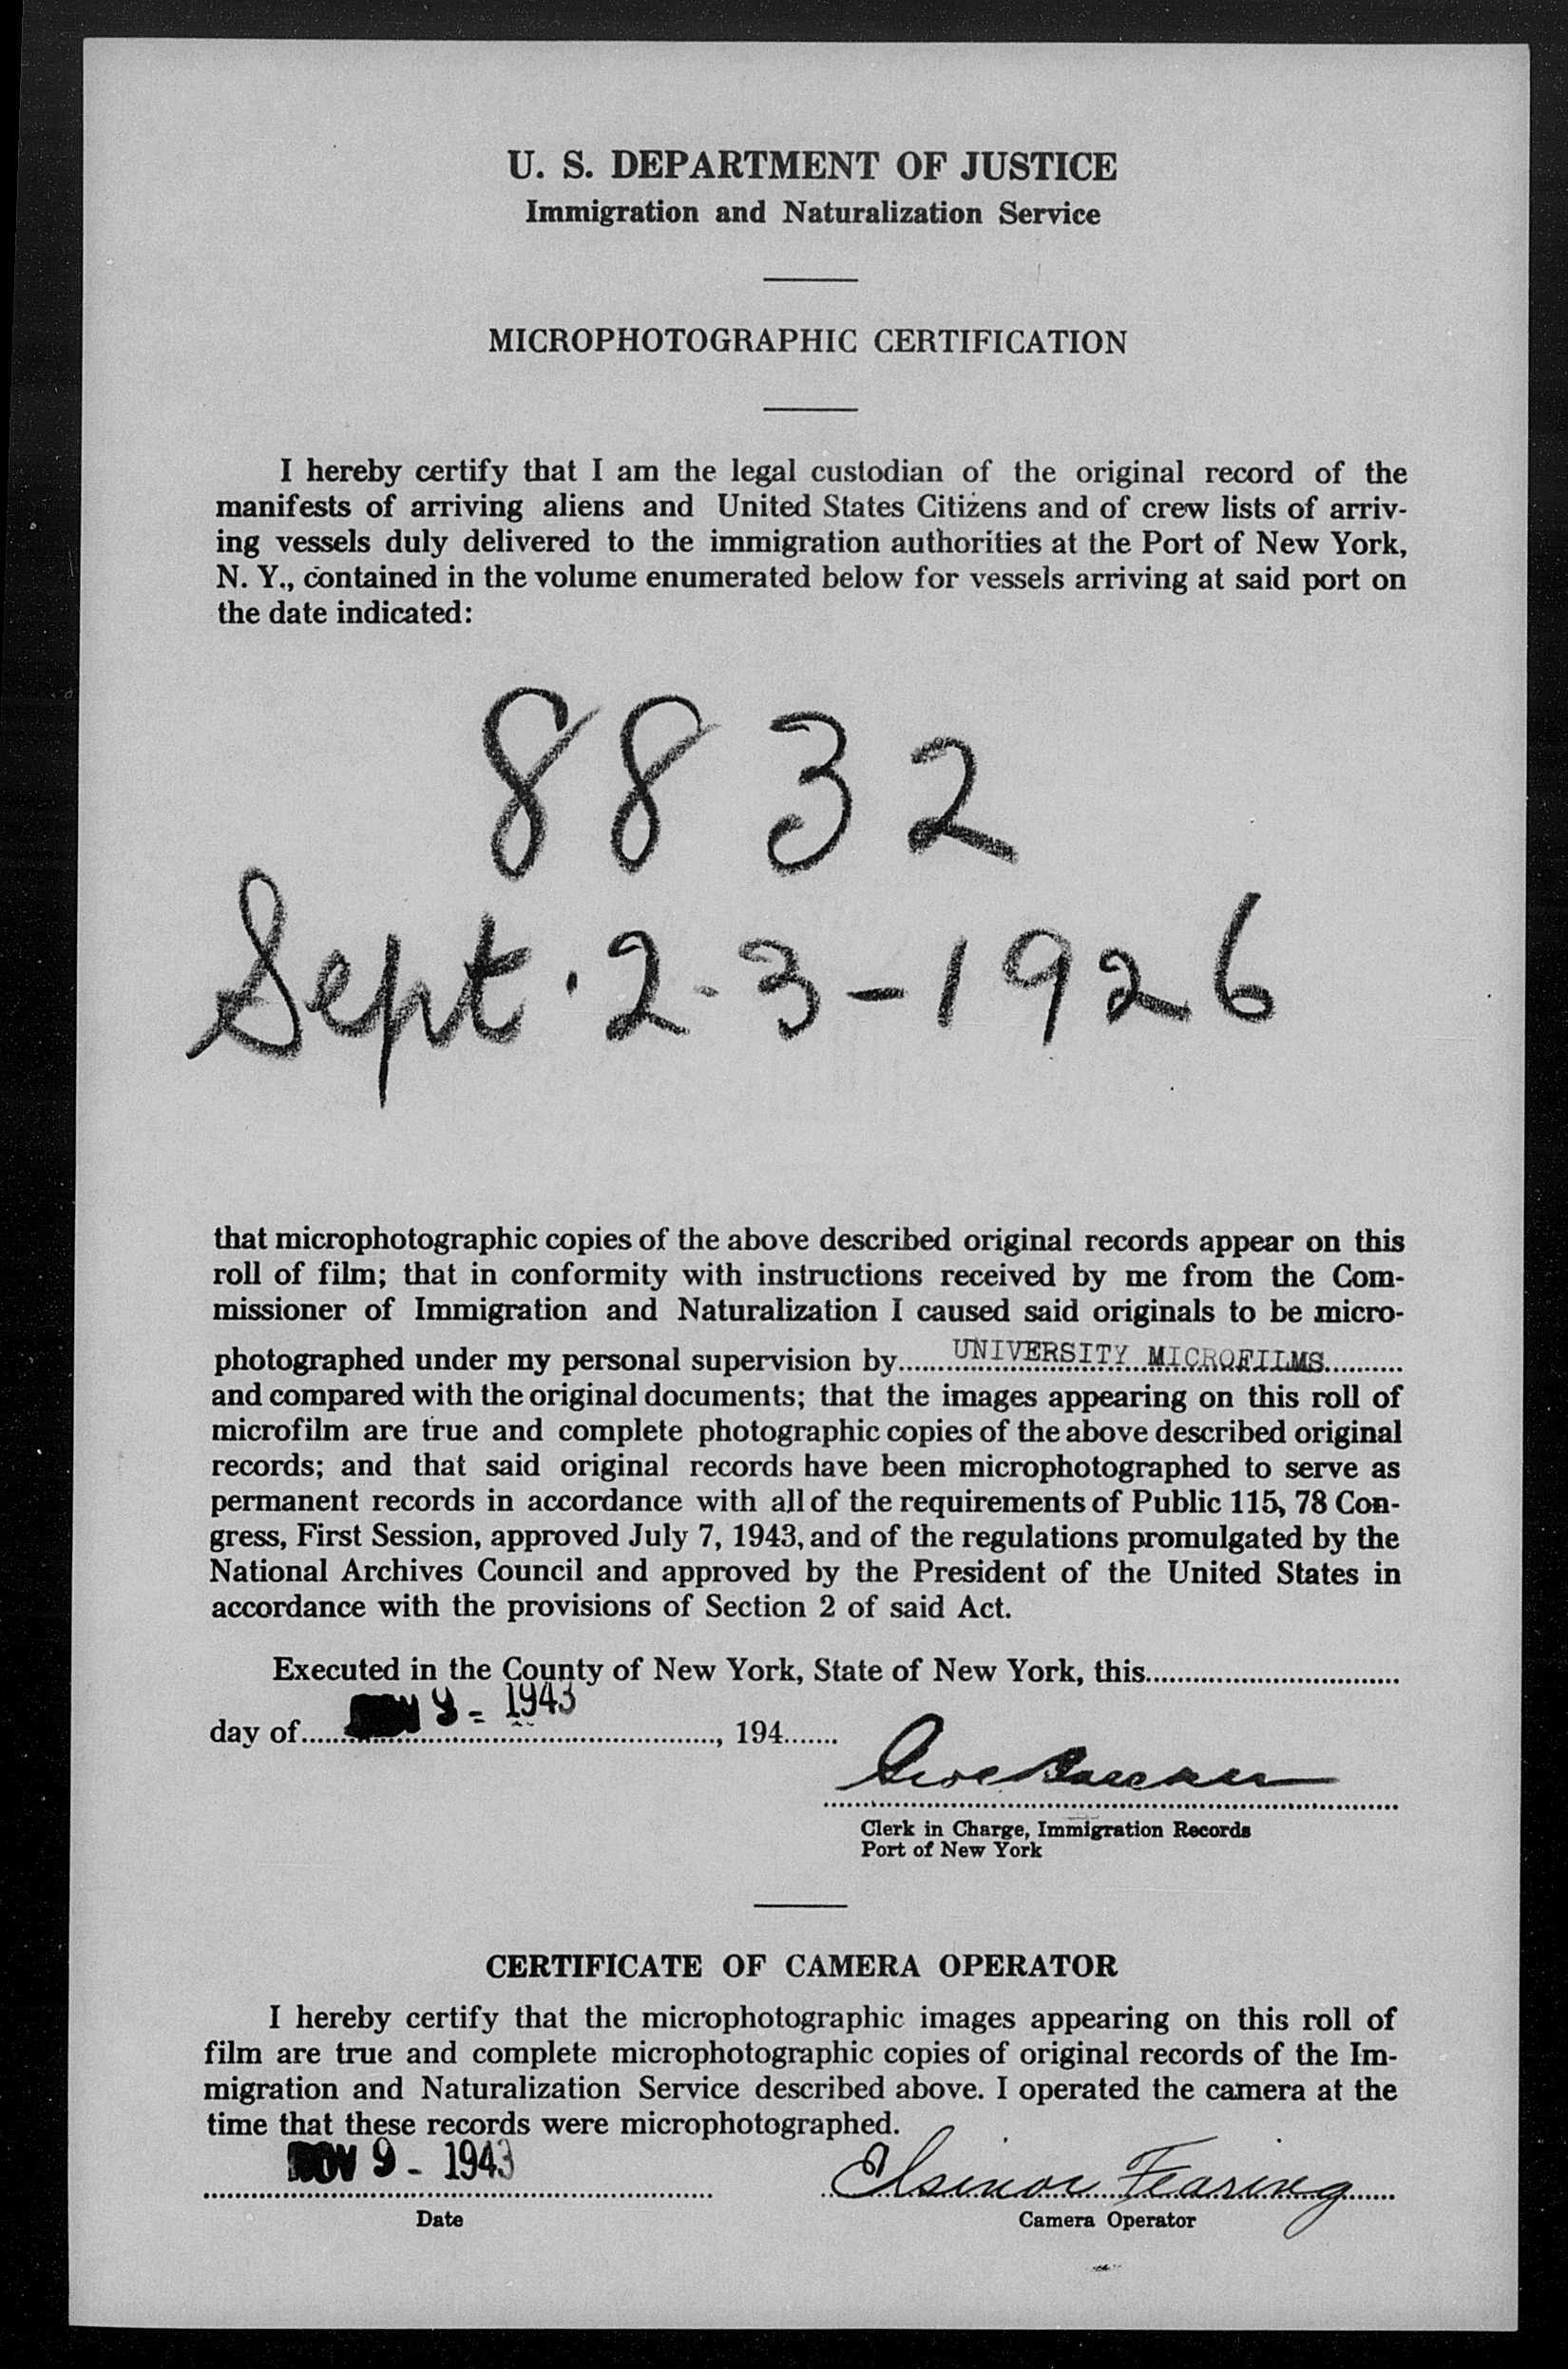 U. S. DEPARTMENT OF JUSTICE
Immigration and Naturalization Service
MICROPHOTOGRAPHIC CERTIFICATION
I hereby certify that I am the legal custodian of the original record of the
manifests of arriving aliens and United States Citizens and of crew lists of arriv-
ing vessels duly delivered to the immigration authorities at the Port of New York,
N. Y., contained in the volume enumerated below for vessels arriving at said port on
the date indicated:
8832
Sept. 2-3-1926
that microphotographic copies of the above described original records appear on this
roll of film; that in conformity with instructions received by me from the Com-
missioner of Immigration and Naturalization I caused said originals to be micro-
photographed under my personal supervision by UNIVERSITY MICROFILMS
and compared with the original documents; that the images appearing on this roll of
microfilm are true and complete photographic copies of the above described original
records; and that said original records have been microphotographed to serve as
permanent records in accordance with all of the requirements of Public 115, 78 Con-
gress, First Session, approved July 7, 1943, and of the regulations promulgated by the
National Archives Council and approved by the President of the United States in
accordance with the provisions of Section 2 of said Act.
Executed in the County of New York, State of New York, this
9 - 1943
day of , 194
Clerk in Charge, Immigration Records
Port of New York
CERTIFICATE OF CAMERA OPERATOR
I hereby certify that the microphotographic images appearing on this roll of
film are true and complete microphotographic copies of original records of the Im-
migration and Naturalization Service described above. I operated the camera at the
time that these records were microphotographed.
NOV 9 - 1943
Elsinor Fearing
Date
Camera Operator